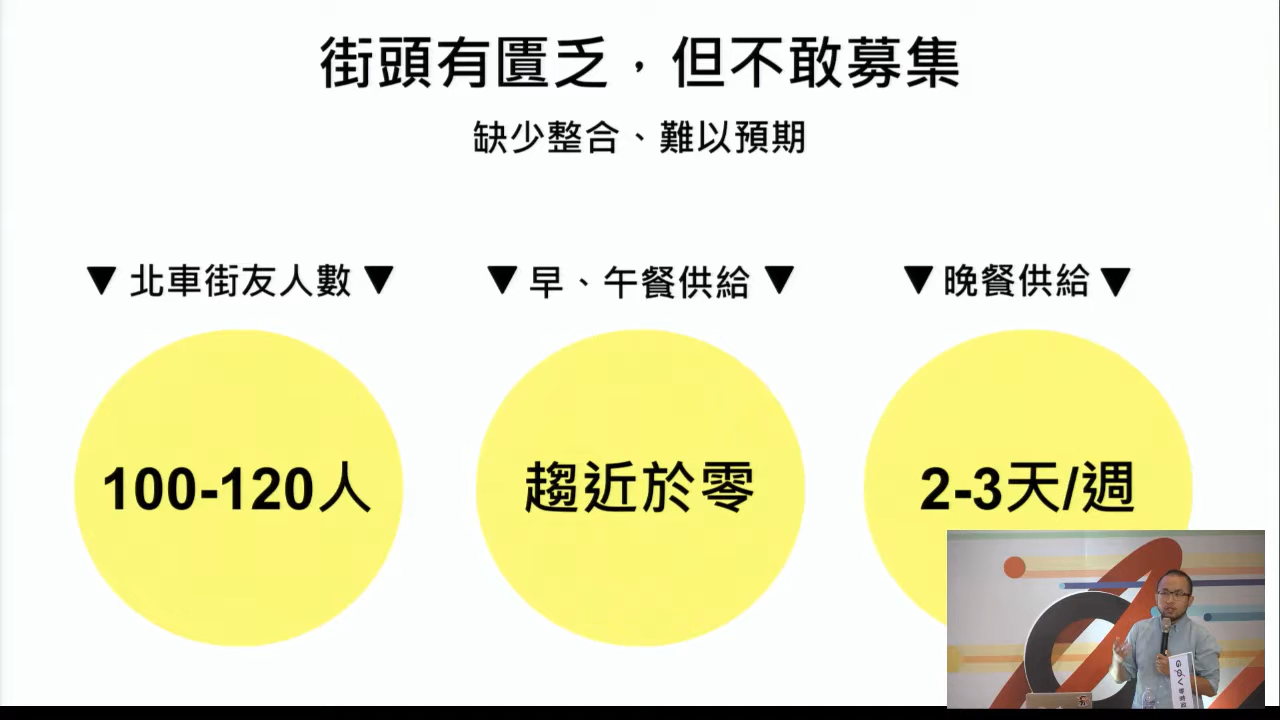 街頭有匱乏，但不敢募集
缺少整合、難以預期
▼ 北車街友人數 ▼
▼ 早、午餐供給 ▼
▼ 晚餐供給 ▼
100-120人
趨近於零
2-3天/週